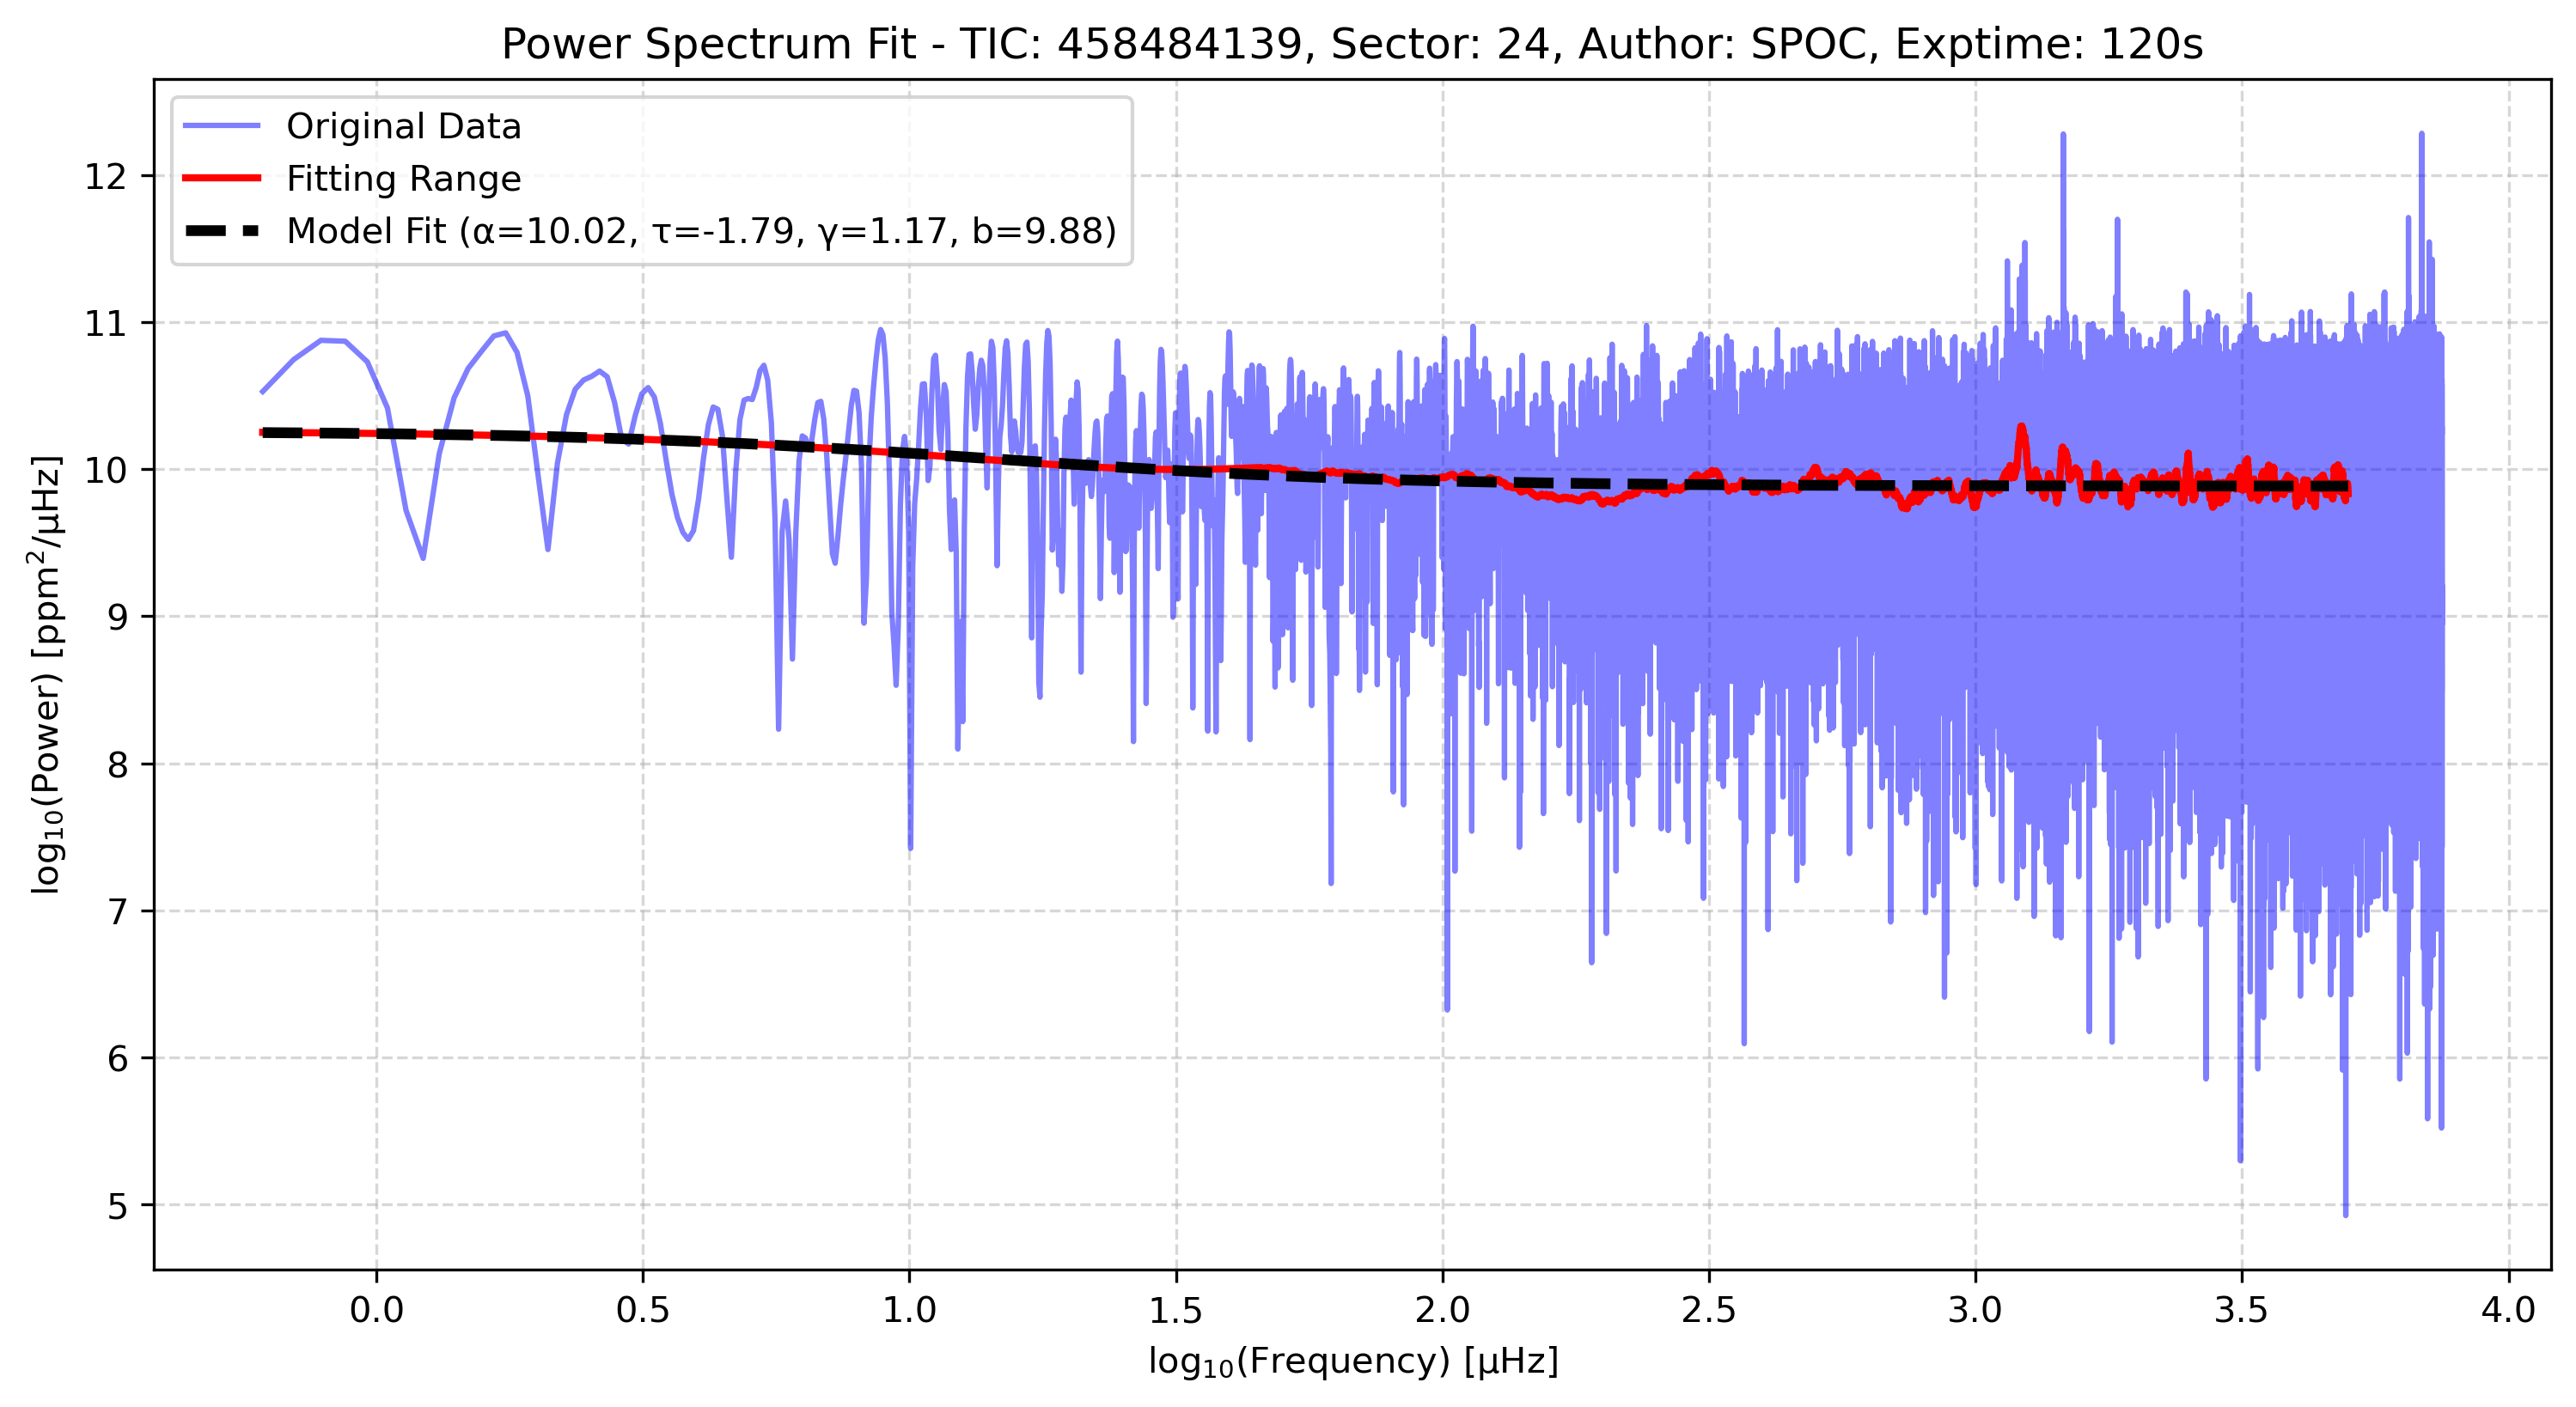 Power Spectrum Fit - TIC: 458484139, Sector: 24, Author: SPOC, Exptime: 120s
Original Data
Fitting Range
Model Fit (α=10.02, τ=-1.79, γ=1.17, b=9.88)
log₁₀(Power) [ppm²/μHz]
12
11
10
9
8
7
6
5
0.0 0.5 1.0 1.5 2.0 2.5 3.0 3.5 4.0
log₁₀(Frequency) [μHz]